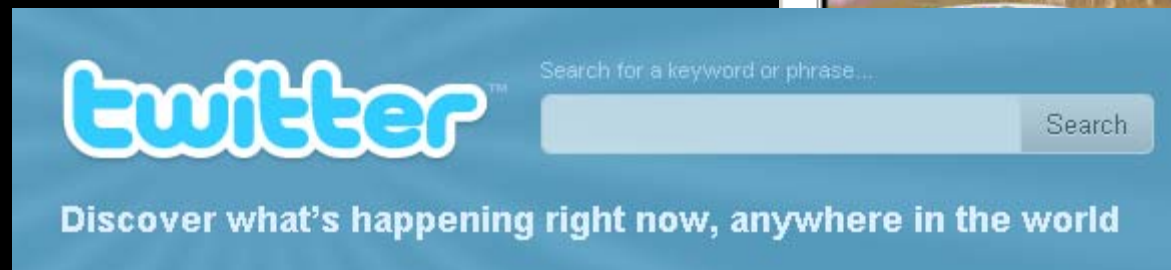 twitter™
Search for a keyword or phrase...
Search
Discover what's happening right now, anywhere in the world